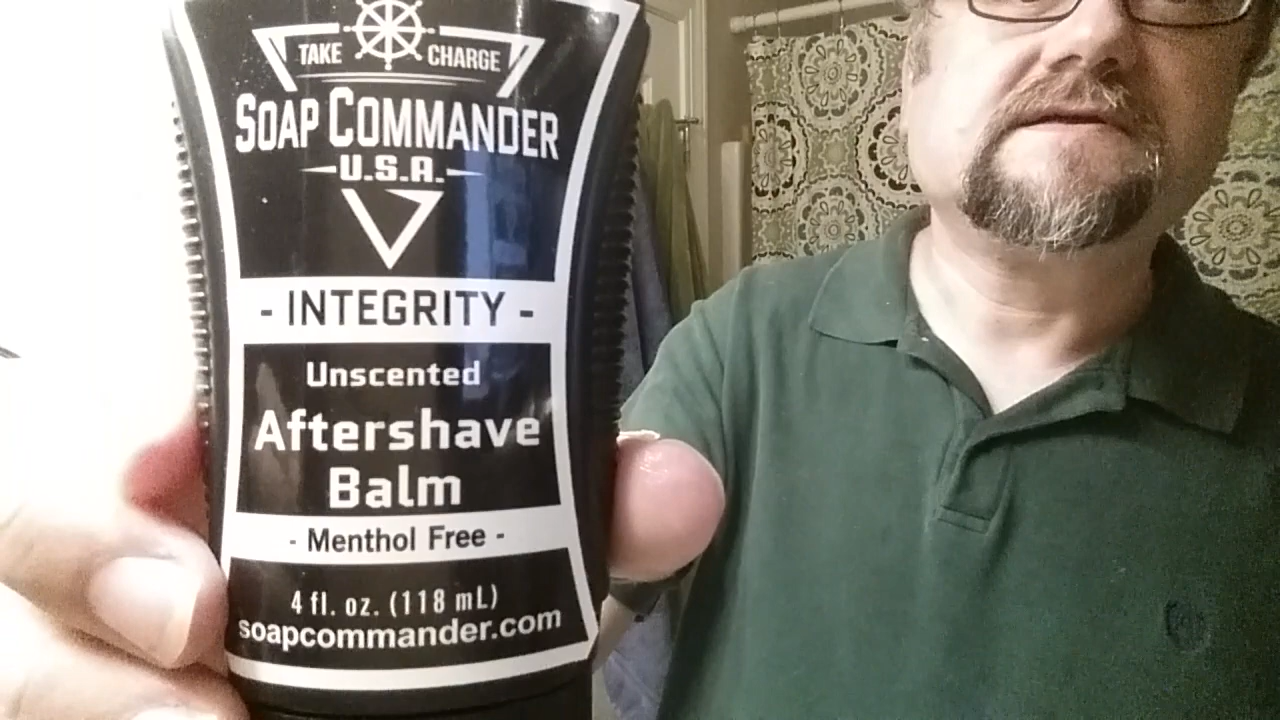 TAKE CHARGE
SOAP COMMANDER
U.S.A.
- INTEGRITY -
Unscented
Aftershave
Balm
- Menthol Free -
4 fl. oz. (118 mL)
soapcommander.com